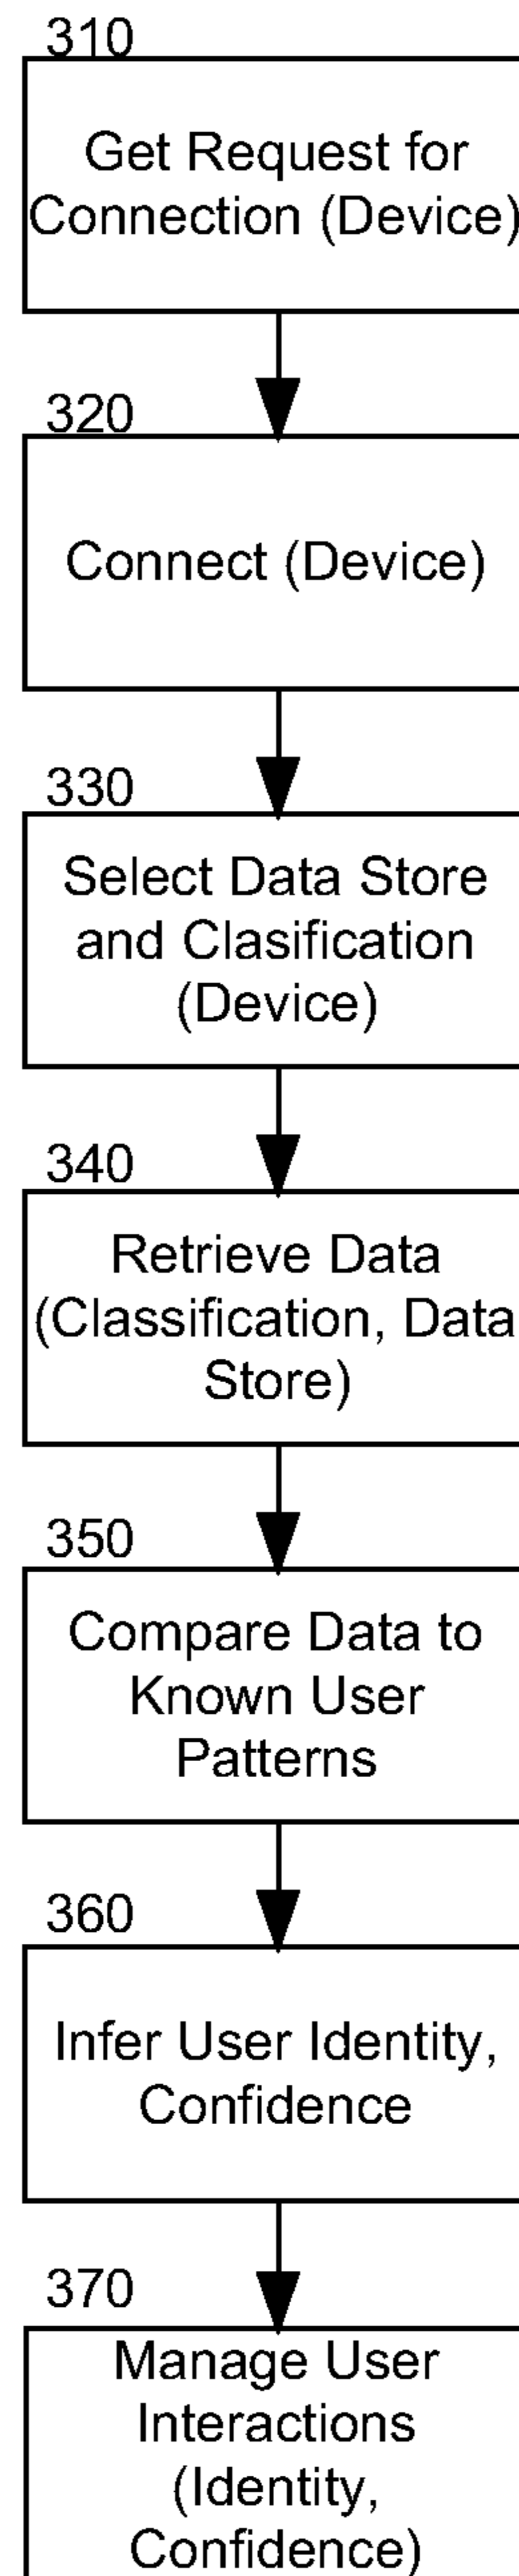 310
Get Request for
Connection (Device)
320
Connect (Device)
330
Select Data Store
and Clasification
(Device)
340
Retrieve Data
(Classification, Data
Store)
350
Compare Data to
Known User
Patterns
360
Infer User Identity,
Confidence
370
Manage User
Interactions
(Identity,
Confidence)